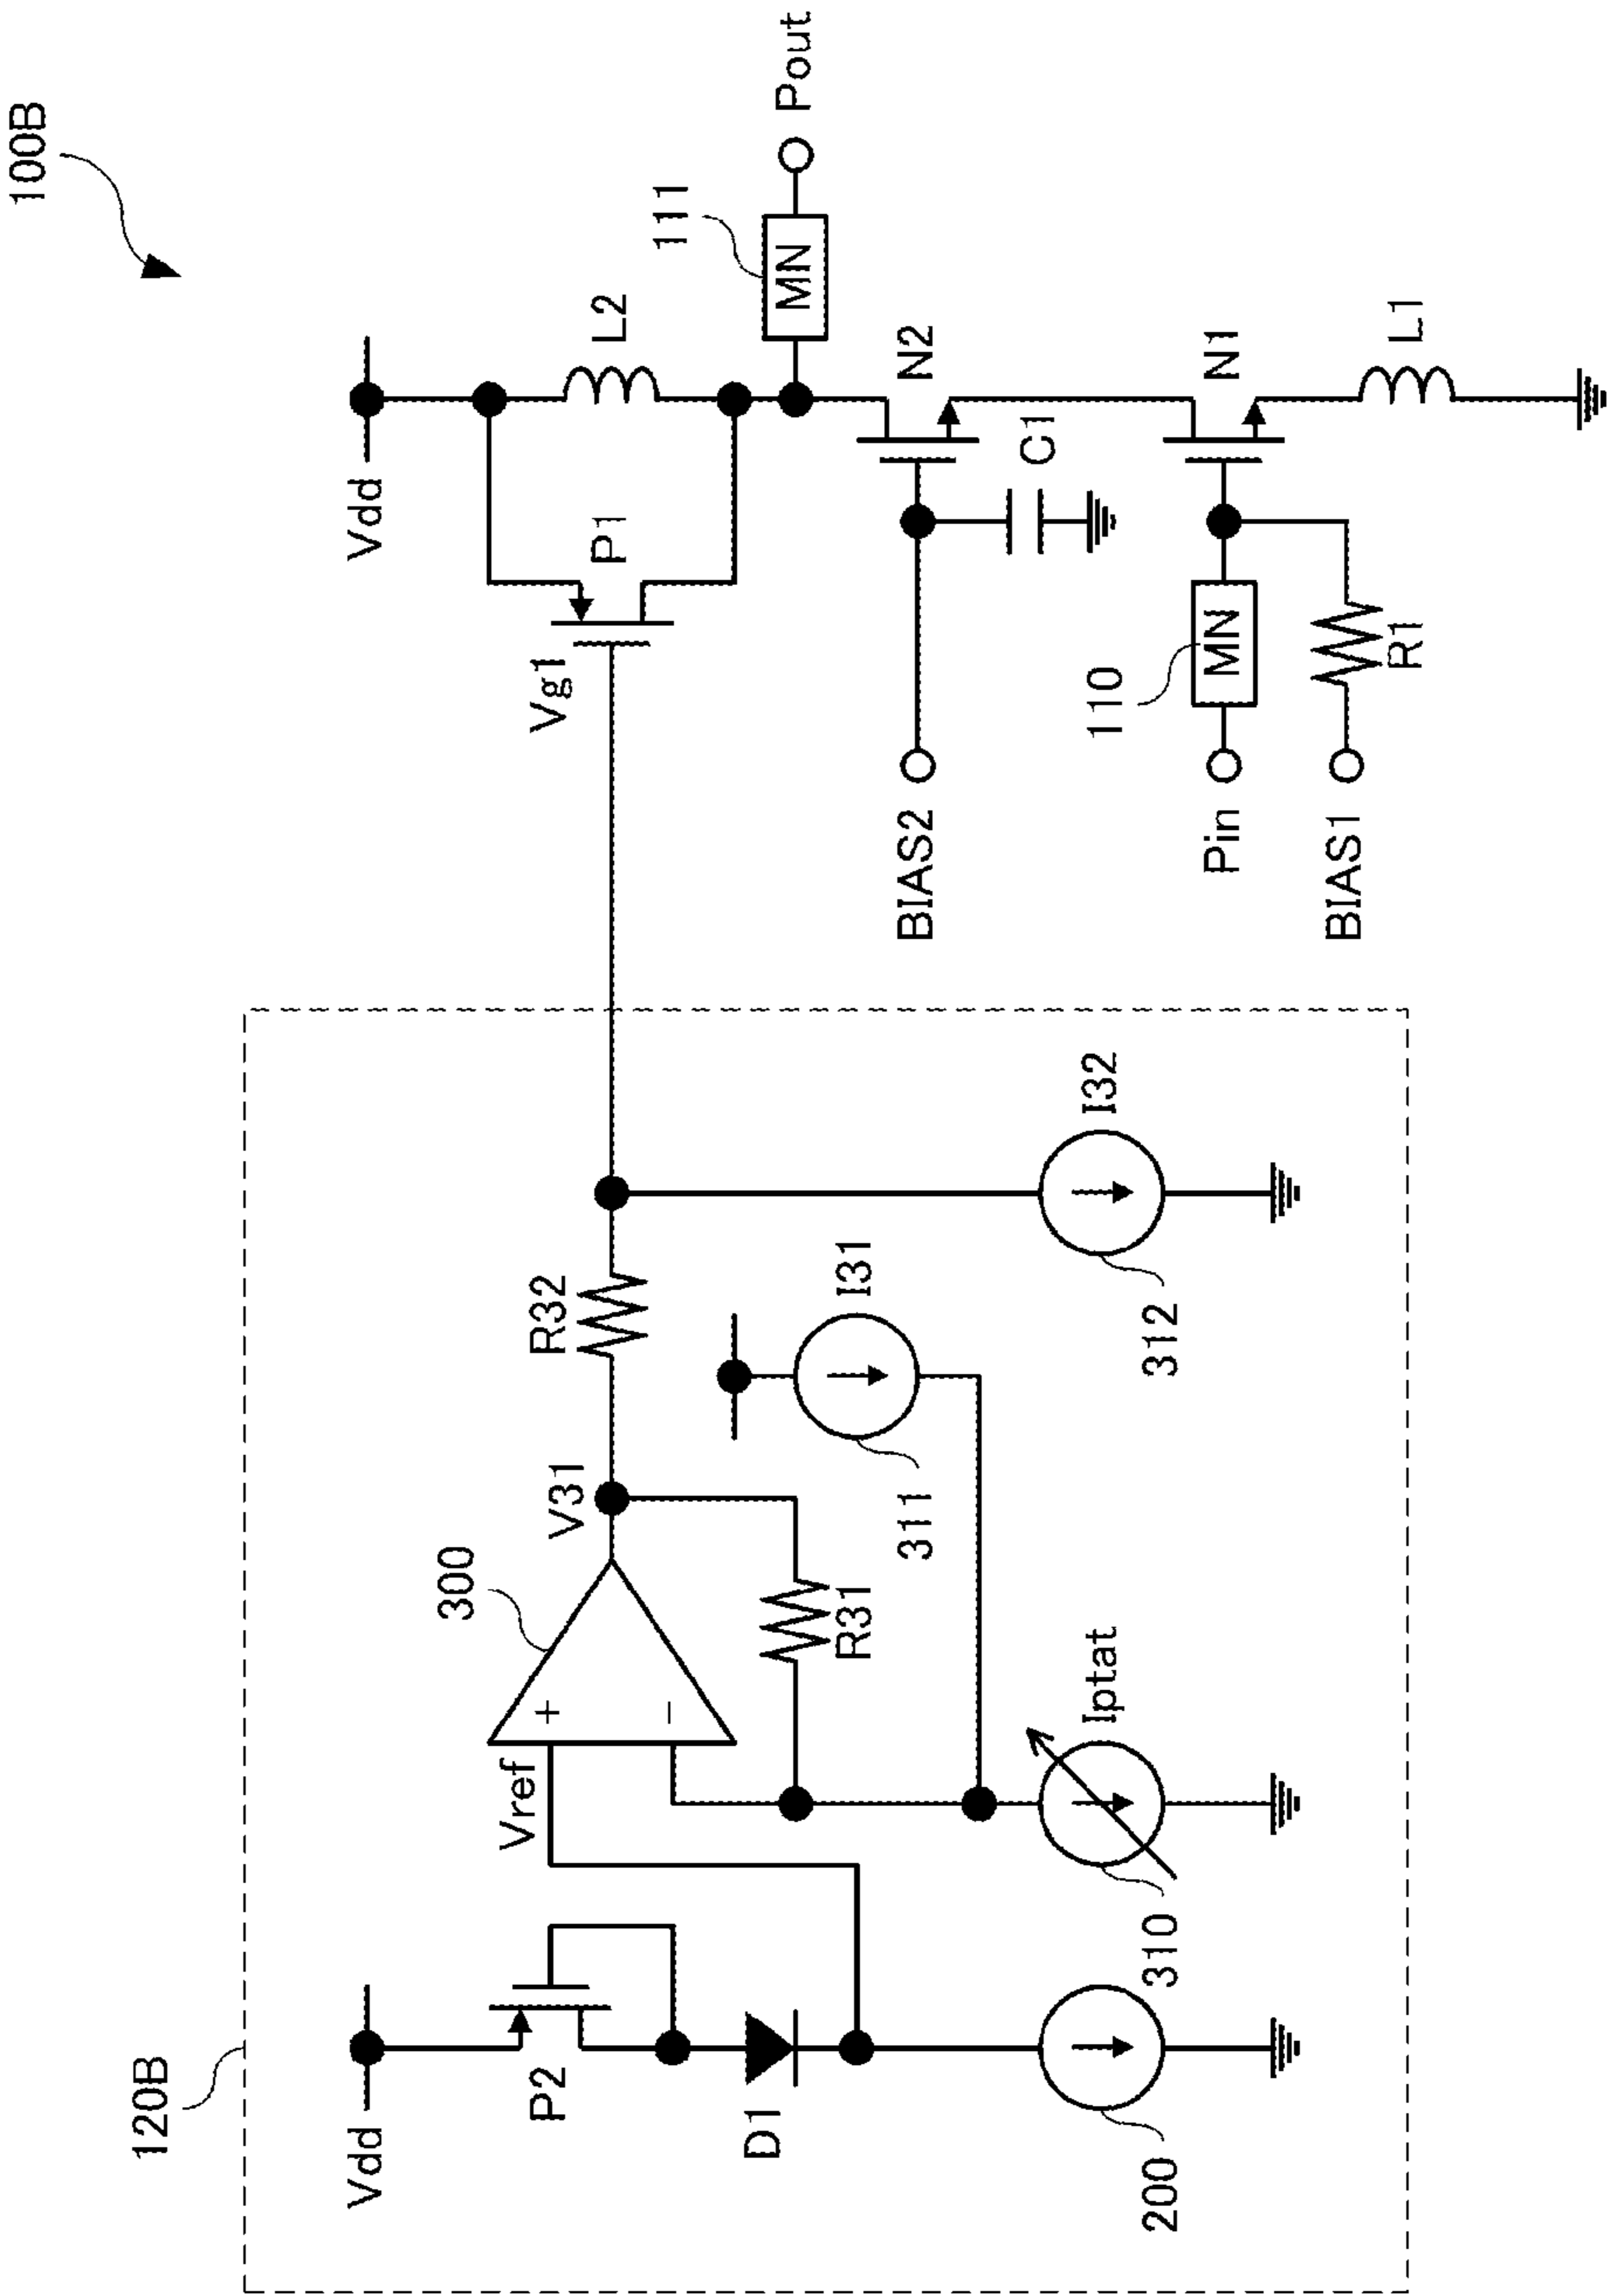 100B
120B
Vdd
P2
D1
200
Vref
+
−
300
V31
R31
Iptat
310
I31
311
R32
I32
312
Vg1
P1
Vdd
L2
111
MN
Pout
N2
C1
BIAS2
N1
110
MN
Pin
R1
BIAS1
L1